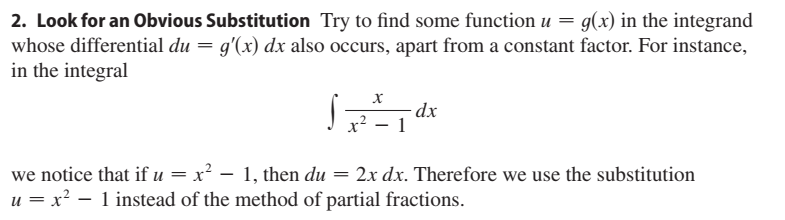 2. Look for an Obvious Substitution Try to find some function u = g(x) in the integrand
whose differential du = g′(x) dx also occurs, apart from a constant factor. For instance,
in the integral
∫ x/(x² − 1) dx
we notice that if u = x² − 1, then du = 2x dx. Therefore we use the substitution
u = x² − 1 instead of the method of partial fractions.